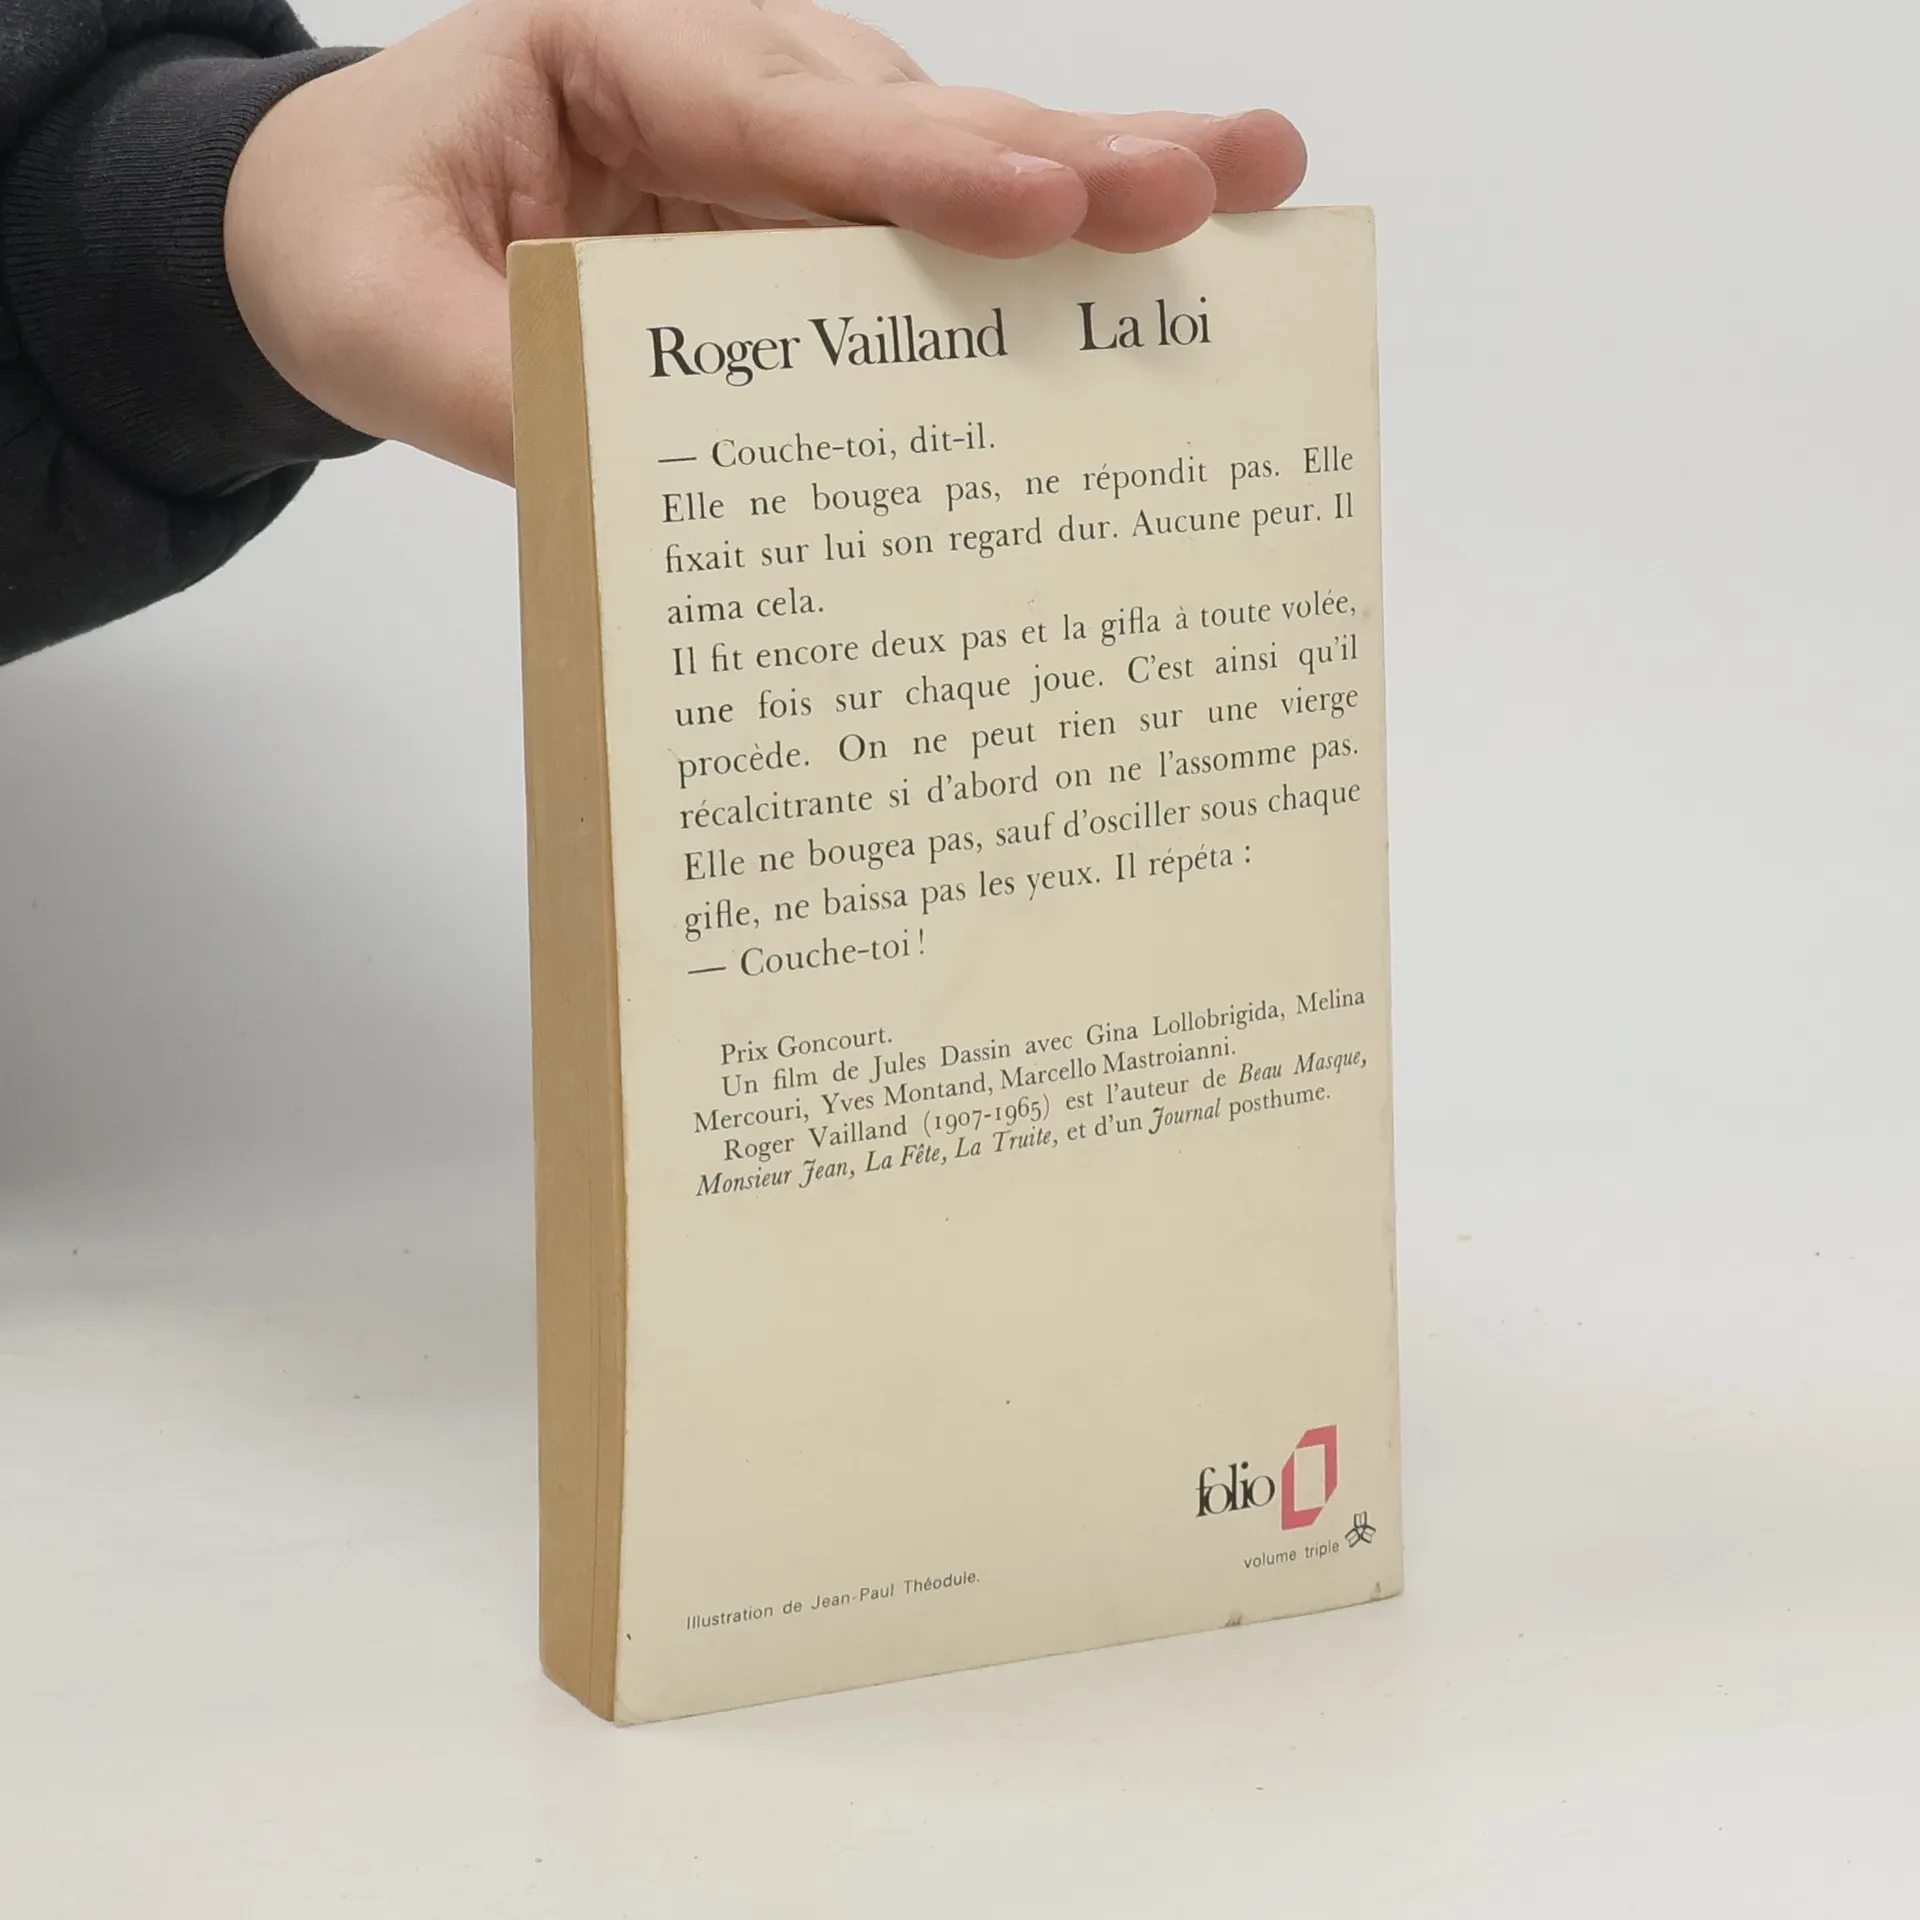 Roger Vailland La loi
— Couche-toi, dit-il.
Elle ne bougea pas, ne répondit pas. Elle
fixait sur lui son regard dur. Aucune peur. Il
aima cela.
Il fit encore deux pas et la gifla à toute volée,
une fois sur chaque joue. C'est ainsi qu'il
procède. On ne peut rien sur une vierge
récalcitrante si d'abord on ne l'assomme pas.
Elle ne bougea pas, sauf d'osciller sous chaque
gifle, ne baissa pas les yeux. Il répéta :
— Couche-toi !
Prix Goncourt.
Un film de Jules Dassin avec Gina Lollobrigida, Melina
Mercouri, Yves Montand, Marcello Mastroianni.
Roger Vailland (1907-1965) est l'auteur de Beau Masque,
Monsieur Jean, La Fête, La Truite, et d'un Journal posthume.
folio
volume triple
Illustration de Jean-Paul Théodule.